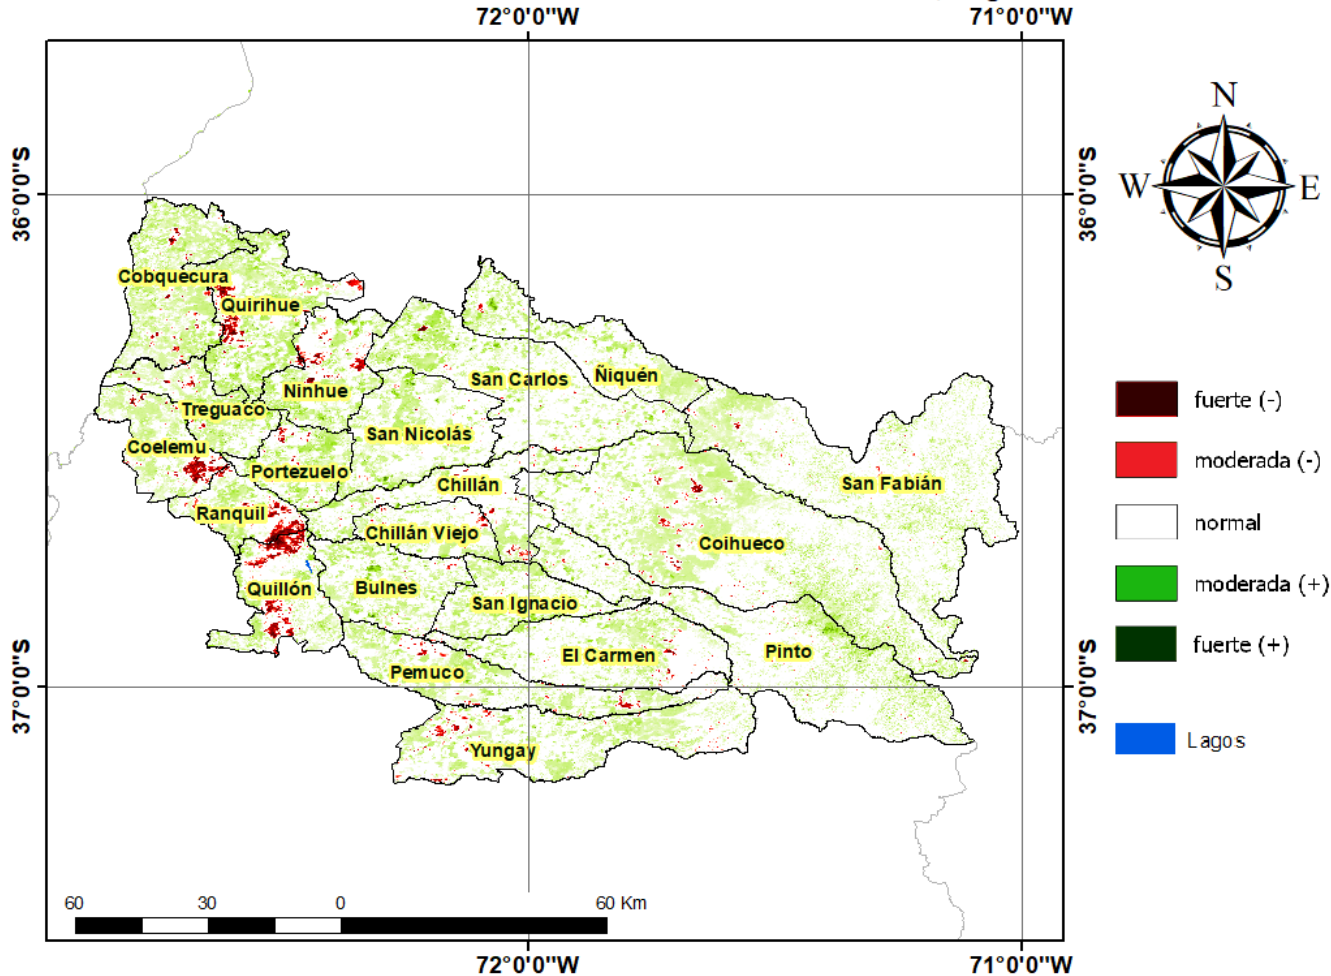 72°0'0"W
71°0'0"W
36°0'0"S
36°0'0"S
N
W
E
S
Cobquecura
Quirihue
Ninhue
San Carlos
Ñiquén
Treguaco
San Nicolás
Coelemu
Portezuelo
Chillán
San Fabián
Ranquil
Chillán Viejo
Coihueco
Quillón
Bulnes
San Ignacio
El Carmen
Pinto
Pemuco
Yungay
fuerte (-)
moderada (-)
normal
moderada (+)
fuerte (+)
Lagos
37°0'0"S
37°0'0"S
60
30
0
60 Km
72°0'0"W
71°0'0"W